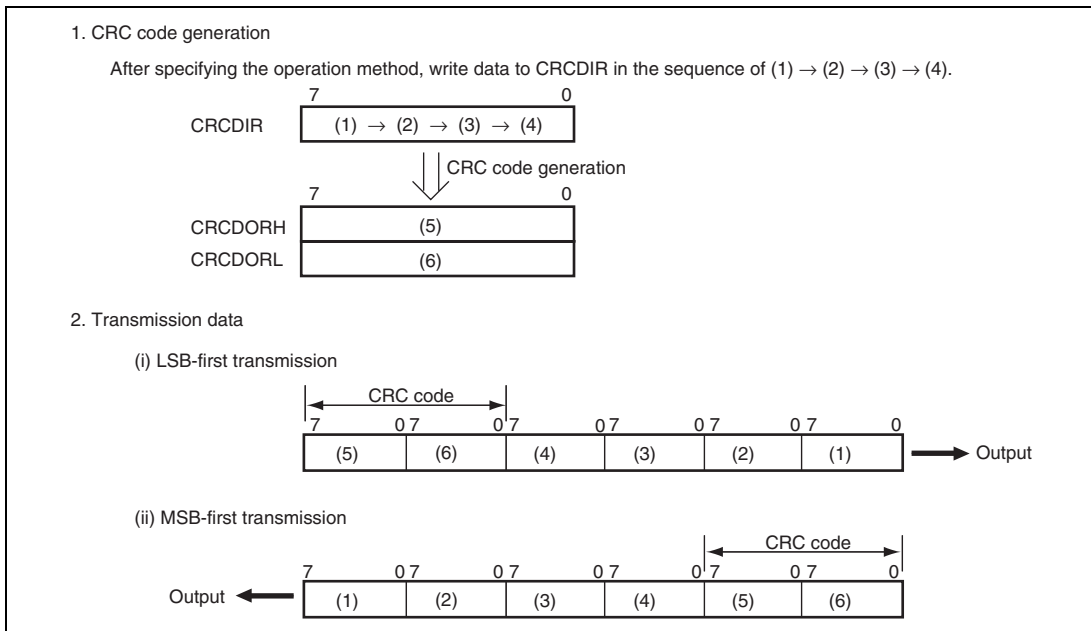 1. CRC code generation
After specifying the operation method, write data to CRCDIR in the sequence of (1) → (2) → (3) → (4).
7 0
CRCDIR (1) → (2) → (3) → (4)
CRC code generation
7 0
CRCDORH (5)
CRCDORL (6)
2. Transmission data
(i) LSB-first transmission
CRC code
7 0 7 0 7 0 7 0 7 0 7 0
(5) (6) (4) (3) (2) (1) Output
(ii) MSB-first transmission
CRC code
7 0 7 0 7 0 7 0 7 0 7 0
Output (1) (2) (3) (4) (5) (6)